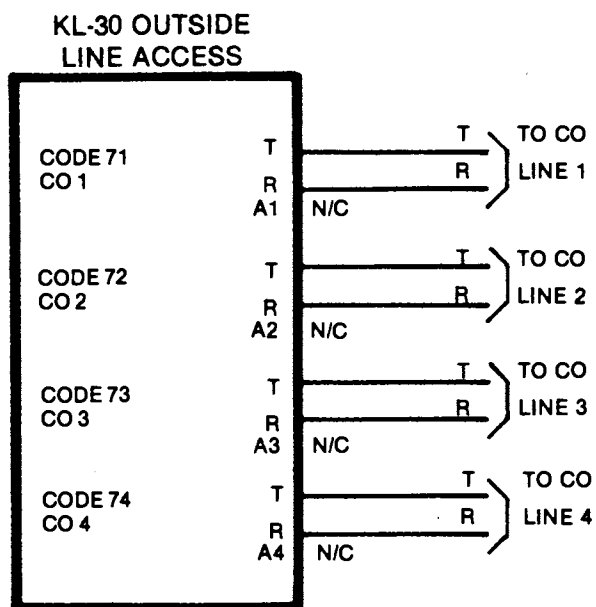 KL-30 OUTSIDE
LINE ACCESS
CODE 71
CO 1
T
R
A1
N/C
T
R
TO CO
LINE 1
CODE 72
CO 2
T
R
A2
N/C
T
R
TO CO
LINE 2
CODE 73
CO 3
T
R
A3
N/C
T
R
TO CO
LINE 3
CODE 74
CO 4
T
R
A4
N/C
T
R
TO CO
LINE 4